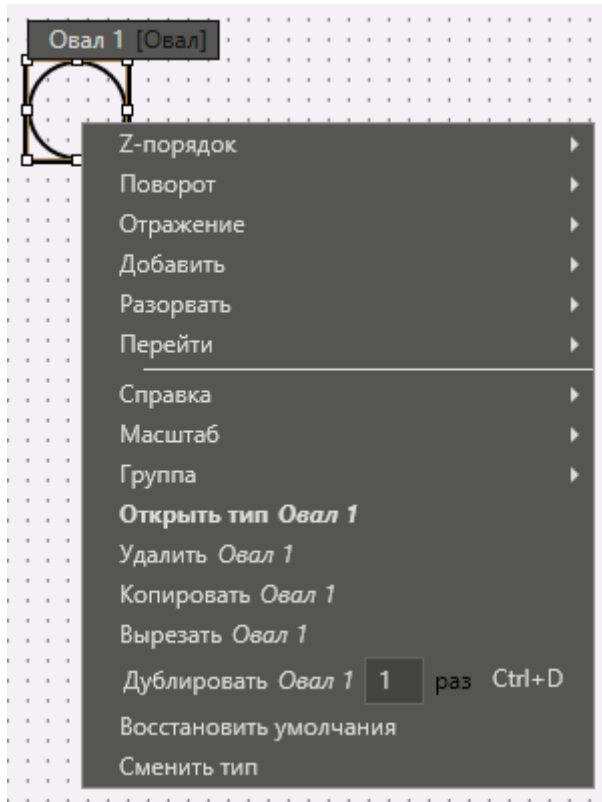 Овал 1 [Овал]
Z-порядок
Поворот
Отражение
Добавить
Разорвать
Перейти
Справка
Масштаб
Группа
Открыть тип Овал 1
Удалить Овал 1
Копировать Овал 1
Вырезать Овал 1
Дублировать Овал 1 1 раз Ctrl+D
Восстановить умолчания
Сменить тип